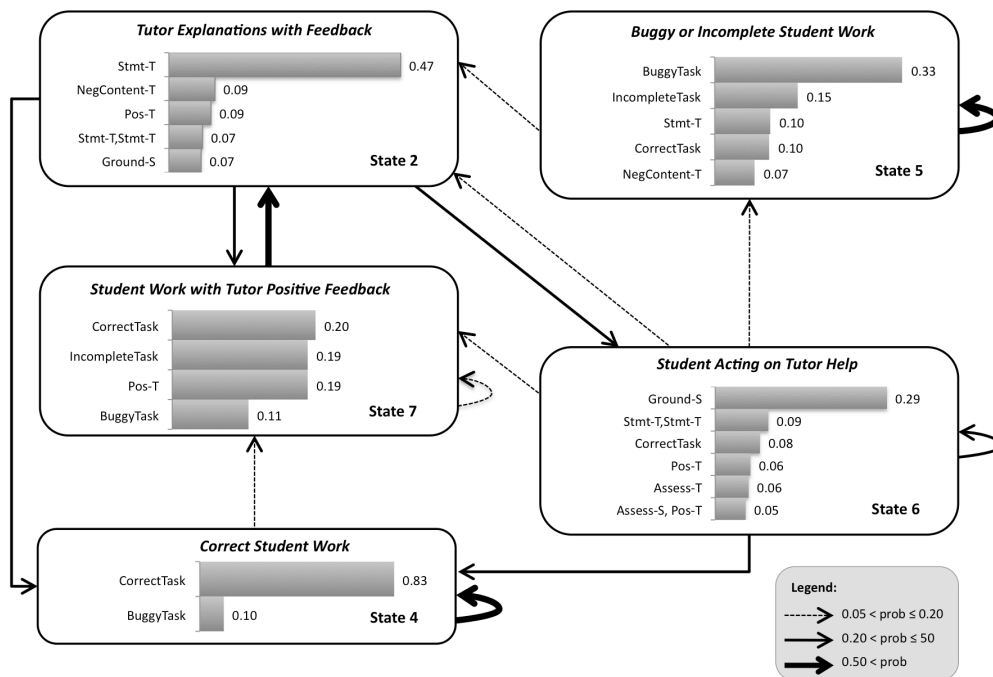 Tutor Explanations with Feedback
Stmt-T 0.47
NegContent-T 0.09
Pos-T 0.09
Stmt-T,Stmt-T 0.07
Ground-S 0.07
State 2
Buggy or Incomplete Student Work
BuggyTask 0.33
IncompleteTask 0.15
Stmt-T 0.10
CorrectTask 0.10
NegContent-T 0.07
State 5
Student Work with Tutor Positive Feedback
CorrectTask 0.20
IncompleteTask 0.19
Pos-T 0.19
BuggyTask 0.11
State 7
Student Acting on Tutor Help
Ground-S 0.29
Stmt-T,Stmt-T 0.09
CorrectTask 0.08
Pos-T 0.06
Assess-T 0.06
Assess-S, Pos-T 0.05
State 6
Correct Student Work
CorrectTask 0.83
BuggyTask 0.10
State 4
Legend:
0.05 < prob ≤ 0.20
0.20 < prob ≤ 50
0.50 < prob